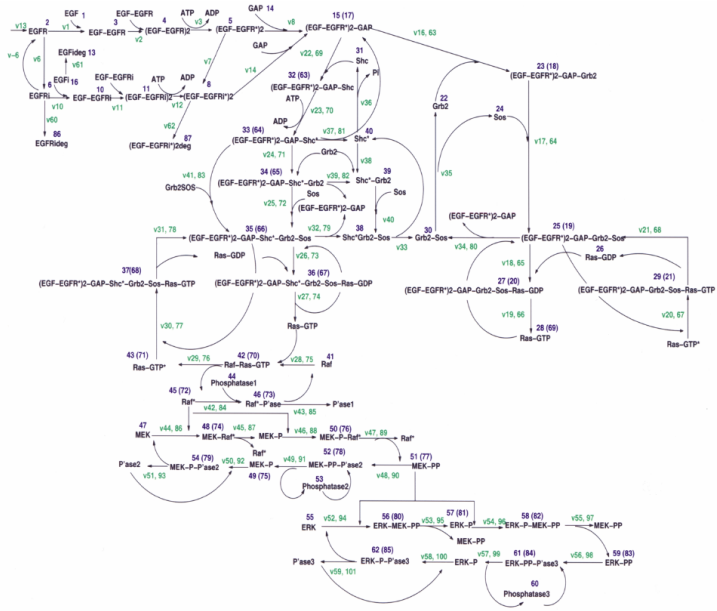 v13 2 EGF 1 3 EGF-EGFR 4 ATP ADP 5 GAP 14 v8 15 (17)
EGFR v1 EGF-EGFR v2 (EGF-EGFR)2 v3 (EGF-EGFR*)2 (EGF-EGFR*)2-GAP
v16, 63
v-6 v6 EGFideg 13 v61 GAP v22, 69 31
v7 v14 Shc
6 EGFi 16 EGF-EGFRi ATP ADP 32 (63) Pi 23 (18)
10 11 8 (EGF-EGFR*)2-GAP-Shc (EGF-EGFR*)2-GAP-Grb2
EGFRi v10 EGF-EGFRi v11 (EGF-EGFRi)2 v12 (EGF-EGFRi*)2
ATP v36 22
v60 v23, 70 Grb2 24
ADP Sos
86 v62 87 33 (64) v37, 81 40
EGFRideg (EGF-EGFRi*)2deg (EGF-EGFR*)2-GAP-Shc* Shc* v17, 64
v24, 71 Grb2
34 (65) v38
v41, 83 v39, 82 39 v35
(EGF-EGFR*)2-GAP-Shc*-Grb2 Shc*-Grb2
Grb2SOS v25, 72 Sos Sos
(EGF-EGFR*)2-GAP v40 (EGF-EGFR*)2-GAP
v31, 78 35 (66) v32, 79 38 30 25 (19) v21, 68
(EGF-EGFR*)2-GAP-Shc*-Grb2-Sos Shc*Grb2-Sos v33 Grb2-Sos v34, 80 (EGF-EGFR*)2-GAP-Grb2-Sos
Ras-GDP v26, 73 v18, 65 26
Ras-GDP
37(68) 36 (67) 27 (20) 29 (21)
(EGF-EGFR*)2-GAP-Shc*-Grb2-Sos-Ras-GTP (EGF-EGFR*)2-GAP-Shc*-Grb2-Sos-Ras-GDP (EGF-EGFR*)2-GAP-Grb2-Sos-Ras-GDP (EGF-EGFR*)2-GAP-Grb2-Sos-Ras-GTP
v27, 74
v30, 77 v19, 66 v20, 67
Ras-GTP 28 (69)
Ras-GTP Ras-GTP*
43 (71) v29, 76 42 (70) v28, 75 41
Ras-GTP* Raf-Ras-GTP Raf
44
Phosphatase1
45 (72) 46 (73)
Raf* Raf*-P'ase P'ase1
v42, 84 v43, 85
47 v44, 86 48 (74) v45, 87 v46, 88 50 (76) v47, 89
MEK MEK-Raf* MEK-P MEK-P-Raf* Raf*
Raf*
54 (79) v50, 92 v49, 91 52 (78) 51 (77)
P'ase2 MEK-P-P'ase2 MEK-P MEK-PP-P'ase2 MEK-PP
v51, 93 49 (75) 53 v48, 90
Phosphatase2
55 v52, 94 56 (80) v53, 95 57 (81) v54, 96 58 (82) v55, 97
ERK ERK-MEK-PP ERK-P ERK-P-MEK-PP MEK-PP
MEK-PP
62 (85) v58, 100 v57, 99 61 (84) v56, 98 59 (83)
P'ase3 ERK-P-P'ase3 ERK-P ERK-PP-P'ase3 ERK-PP
v59, 101 60
Phosphatase3